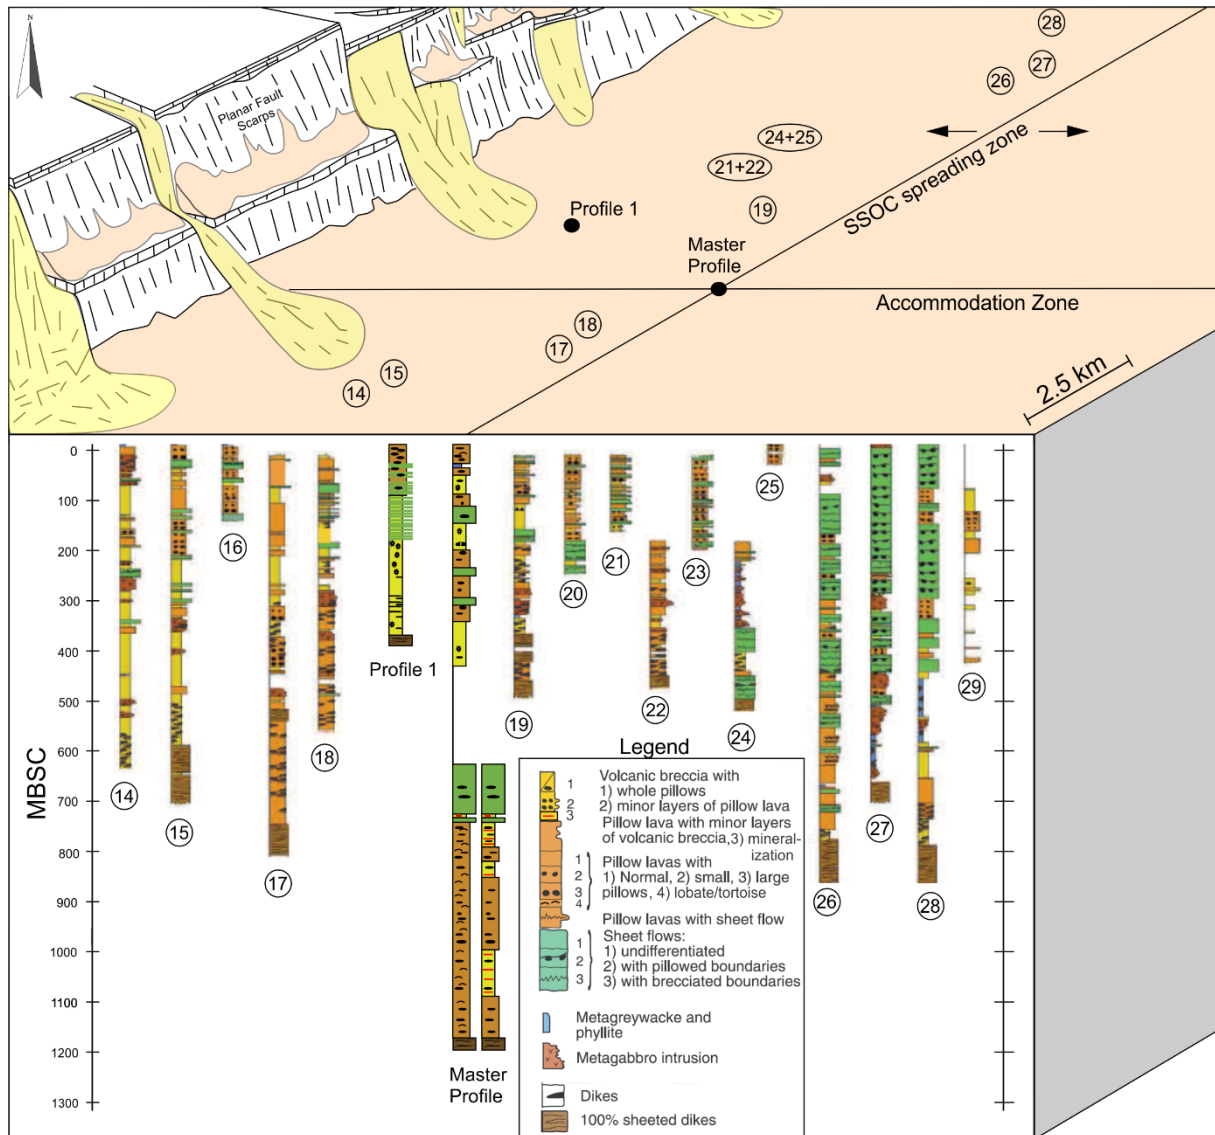 N
28
27
26
Planar Fault
Scarps
24+25
21+22
SSOC spreading zone
Profile 1
19
Master
Profile
Accommodation Zone
18
17
15
14
2.5 km
MBSC
0
100
200
300
400
500
600
700
800
900
1000
1100
1200
1300
14
15
16
17
18
Profile 1
Master
Profile
19
20
21
22
23
24
25
26
27
28
29
Legend
1 Volcanic breccia with
1) whole pillows
2 2) minor layers of pillow lava
3 Pillow lava with minor layers
of volcanic breccia,3) mineral-
ization
1 Pillow lavas with
2 1) Normal, 2) small, 3) large
3 pillows, 4) lobate/tortoise
4
Pillow lavas with sheet flow
Sheet flows:
1 1) undifferentiated
2 2) with pillowed boundaries
3 3) with brecciated boundaries
Metagreywacke and
phyllite
Metagabbro intrusion
Dikes
100% sheeted dikes